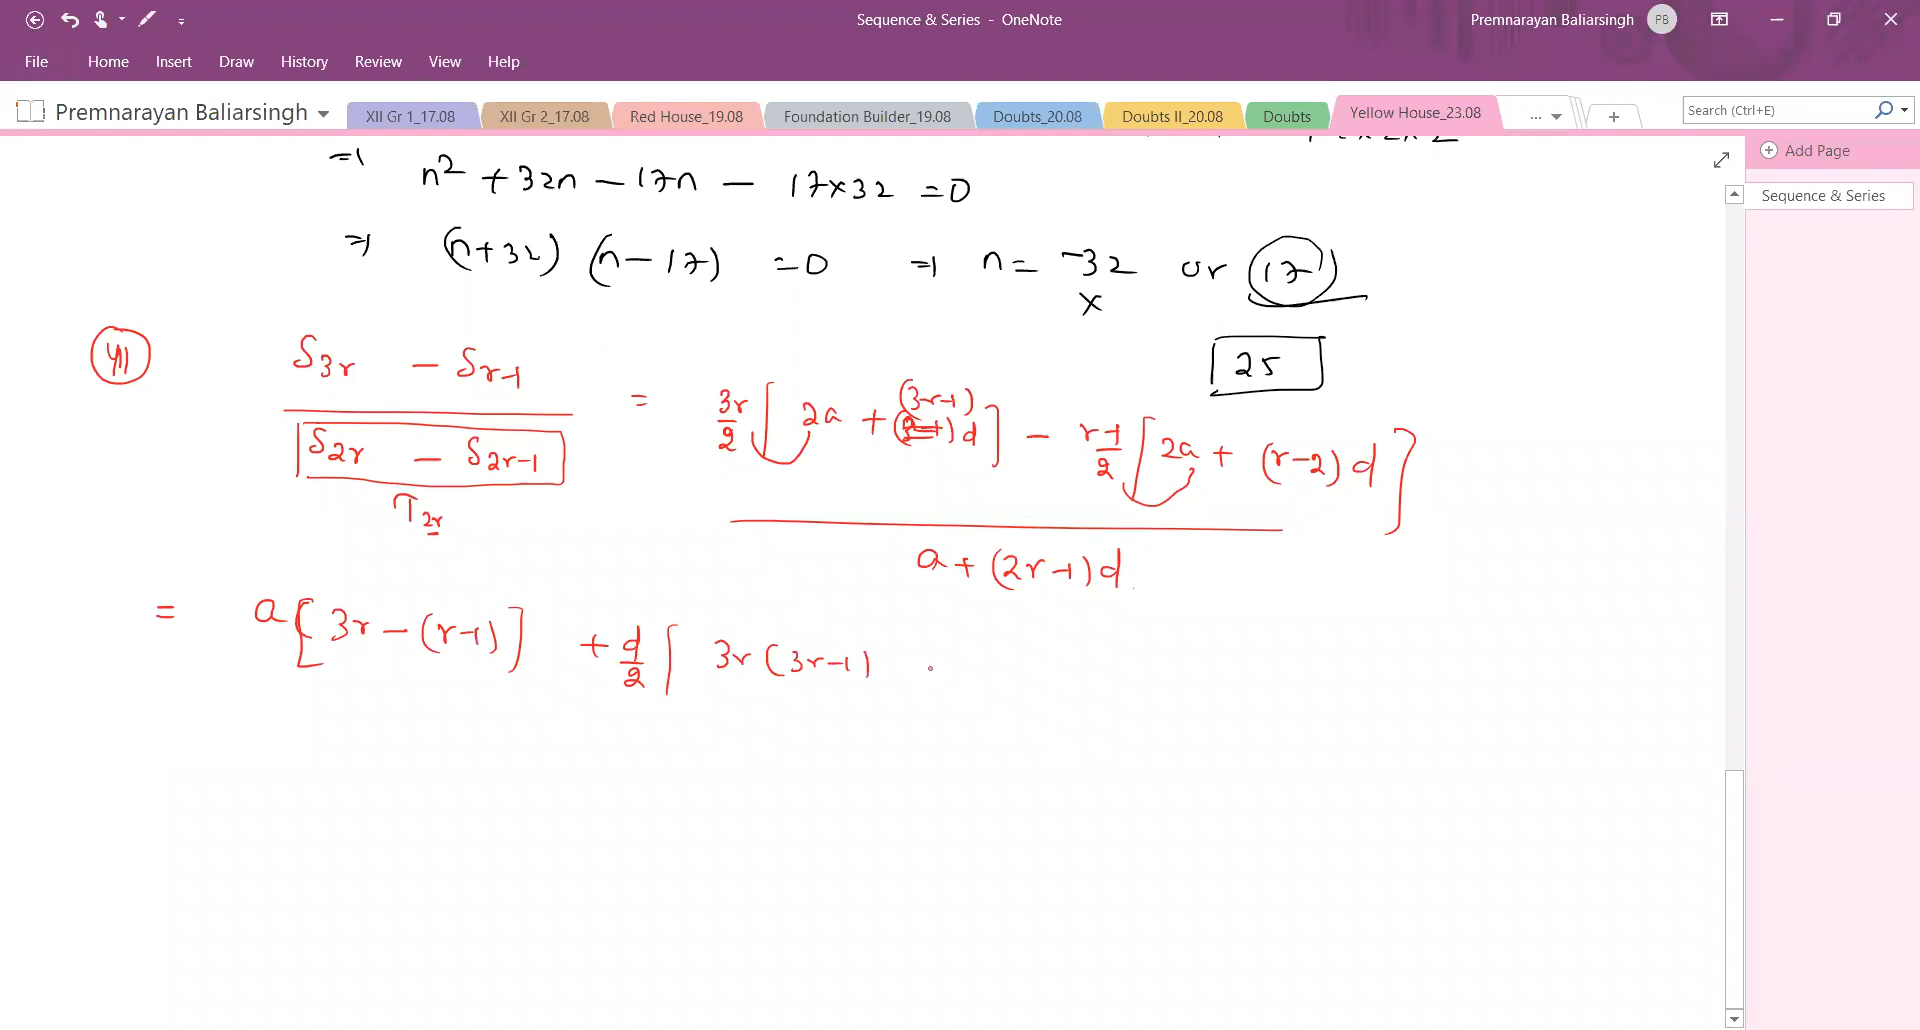 Sequence & Series - OneNote
Premnarayan Baliarsingh PB
File Home Insert Draw History Review View Help
Premnarayan Baliarsingh
XII Gr 1_17.08 XII Gr 2_17.08 Red House_19.08 Foundation Builder_19.08 Doubts_20.08 Doubts II_20.08 Doubts Yellow House_23.08 ... +
Search (Ctrl+E)
Add Page
Sequence & Series
⇒ n² + 32n − 17n − 17×32 = 0
⇒ (n+32) (n−17) = 0 ⇒ n = −32 or 17
x
25
S3r − Sr−1
S2r − S2r−1
T2r
= 3r/2 [2a + (3r−1)d] − r−1/2 [2a + (r−2)d]
a + (2r−1)d
= a[3r − (r−1)] + d/2 [3r(3r−1)